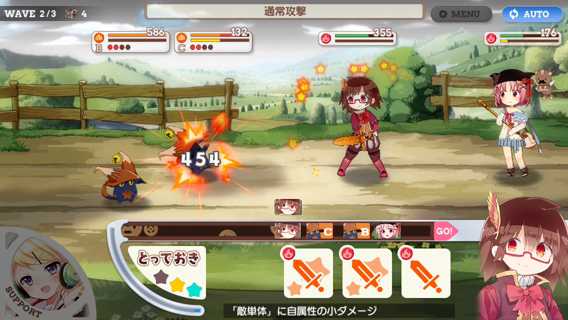 WAVE 2/3 4
通常攻撃
MENU
AUTO
586
B
132
C
355
176
454
C
B
GO!
とっておき
SUPPORT
「敵単体」に自属性の小ダメージ